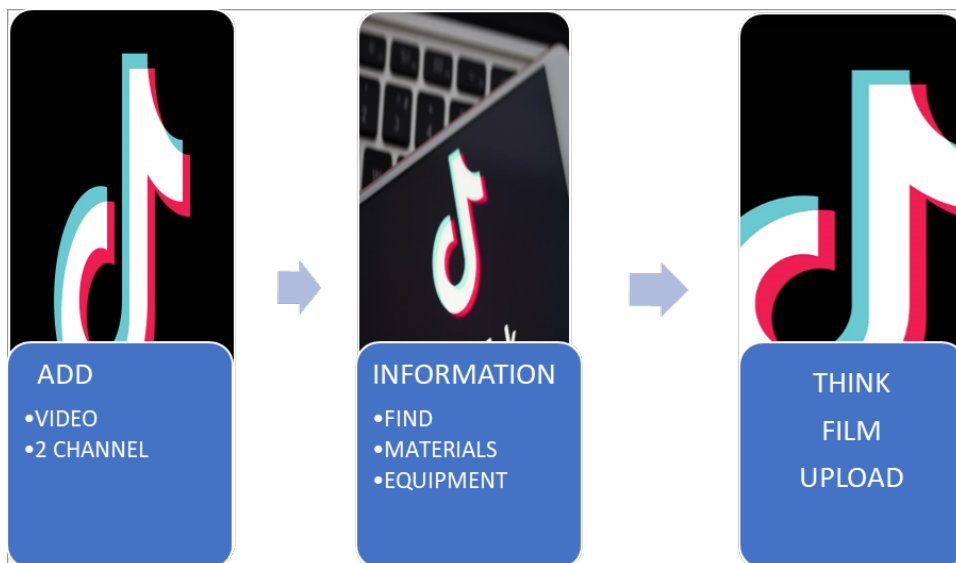 ADD
•VIDEO
•2 CHANNEL
INFORMATION
•FIND
•MATERIALS
•EQUIPMENT
THINK
FILM
UPLOAD